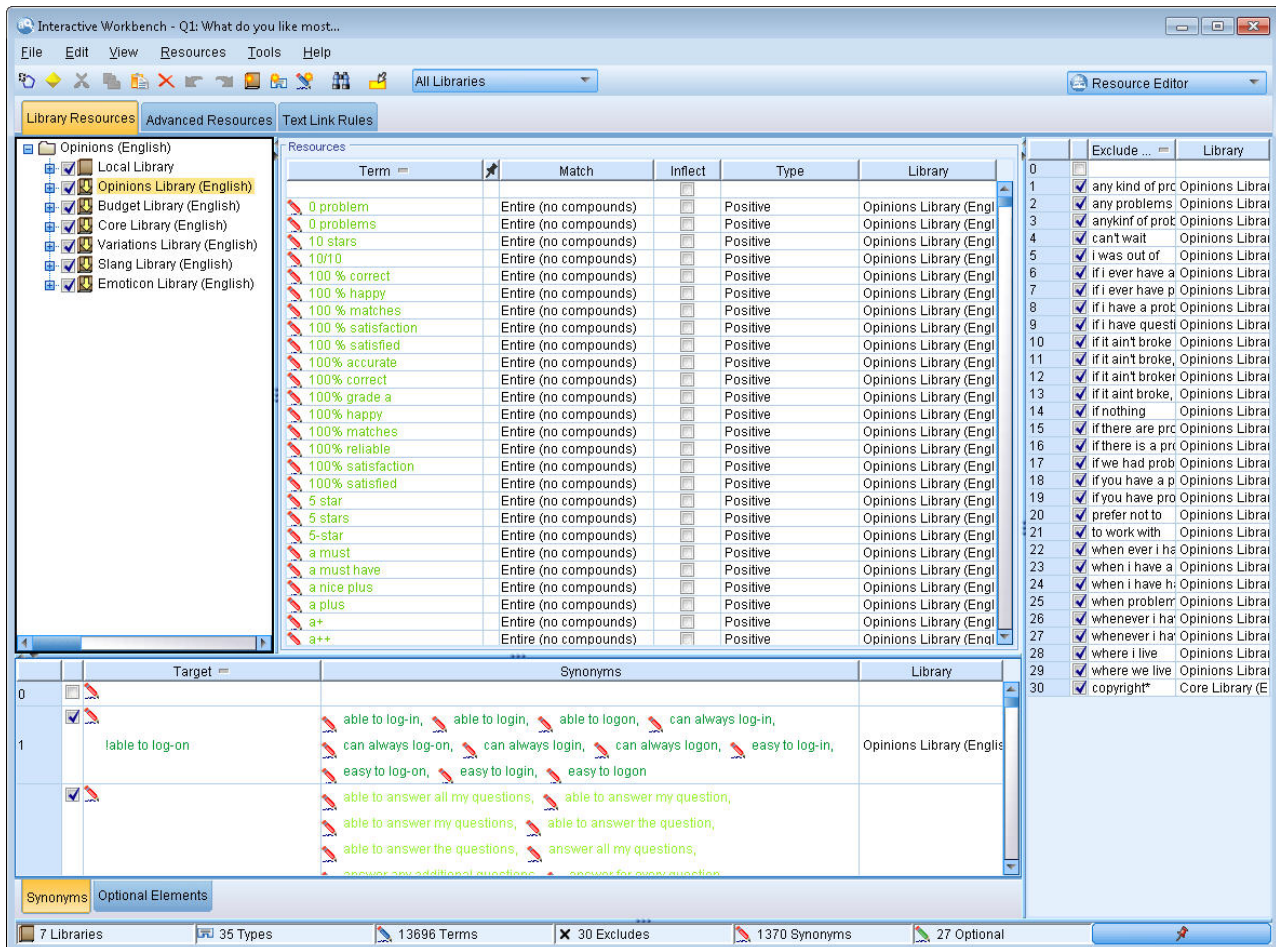 Interactive Workbench - Q1: What do you like most...
File Edit View Resources Tools Help
All Libraries
Resource Editor
Library Resources Advanced Resources Text Link Rules
Opinions (English)
Local Library
Opinions Library (English)
Budget Library (English)
Core Library (English)
Variations Library (English)
Slang Library (English)
Emoticon Library (English)
Resources
Term Match Inflect Type Library
0 problem Entire (no compounds) Positive Opinions Library (Engl
0 problems Entire (no compounds) Positive Opinions Library (Engl
10 stars Entire (no compounds) Positive Opinions Library (Engl
10/10 Entire (no compounds) Positive Opinions Library (Engl
100 % correct Entire (no compounds) Positive Opinions Library (Engl
100 % happy Entire (no compounds) Positive Opinions Library (Engl
100 % matches Entire (no compounds) Positive Opinions Library (Engl
100 % satisfaction Entire (no compounds) Positive Opinions Library (Engl
100 % satisfied Entire (no compounds) Positive Opinions Library (Engl
100% accurate Entire (no compounds) Positive Opinions Library (Engl
100% correct Entire (no compounds) Positive Opinions Library (Engl
100% grade a Entire (no compounds) Positive Opinions Library (Engl
100% happy Entire (no compounds) Positive Opinions Library (Engl
100% matches Entire (no compounds) Positive Opinions Library (Engl
100% reliable Entire (no compounds) Positive Opinions Library (Engl
100% satisfaction Entire (no compounds) Positive Opinions Library (Engl
100% satisfied Entire (no compounds) Positive Opinions Library (Engl
5 star Entire (no compounds) Positive Opinions Library (Engl
5 stars Entire (no compounds) Positive Opinions Library (Engl
5-star Entire (no compounds) Positive Opinions Library (Engl
a must Entire (no compounds) Positive Opinions Library (Engl
a must have Entire (no compounds) Positive Opinions Library (Engl
a nice plus Entire (no compounds) Positive Opinions Library (Engl
a plus Entire (no compounds) Positive Opinions Library (Engl
a+ Entire (no compounds) Positive Opinions Library (Engl
a++ Entire (no compounds) Positive Opinions Library (Engl
Exclude ... Library
0
1 any kind of prc Opinions Librar
2 any problems Opinions Librar
3 anykinf of prob Opinions Librar
4 can't wait Opinions Librar
5 i was out of Opinions Librar
6 if i ever have a Opinions Librar
7 if i ever have p Opinions Librar
8 if i have a prob Opinions Librar
9 if i have questi Opinions Librar
10 if it ain't broke Opinions Librar
11 if it ain't broke, Opinions Librar
12 if it ain't broker Opinions Librar
13 if it aint broke, Opinions Librar
14 if nothing Opinions Librar
15 if there are prc Opinions Librar
16 if there is a prc Opinions Librar
17 if we had prob Opinions Librar
18 if you have a p Opinions Librar
19 if you have pro Opinions Librar
20 prefer not to Opinions Librar
21 to work with Opinions Librar
22 when ever i ha Opinions Librar
23 when i have a Opinions Librar
24 when i have h Opinions Librar
25 when problem Opinions Librar
26 whenever i ha Opinions Librar
27 whenever i ha Opinions Librar
28 where i live Opinions Librar
29 where we live Opinions Librar
30 copyright* Core Library (E
Target Synonyms Library
0
1 !able to log-on
able to log-in, able to login, able to logon, can always log-in,
can always log-on, can always login, can always logon, easy to log-in,
easy to log-on, easy to login, easy to logon
Opinions Library (Englis
able to answer all my questions, able to answer my question,
able to answer my questions, able to answer the question,
able to answer the questions, answer all my questions,
answer any additional questions, answer for every question
Synonyms Optional Elements
7 Libraries 35 Types 13696 Terms 30 Excludes 1370 Synonyms 27 Optional